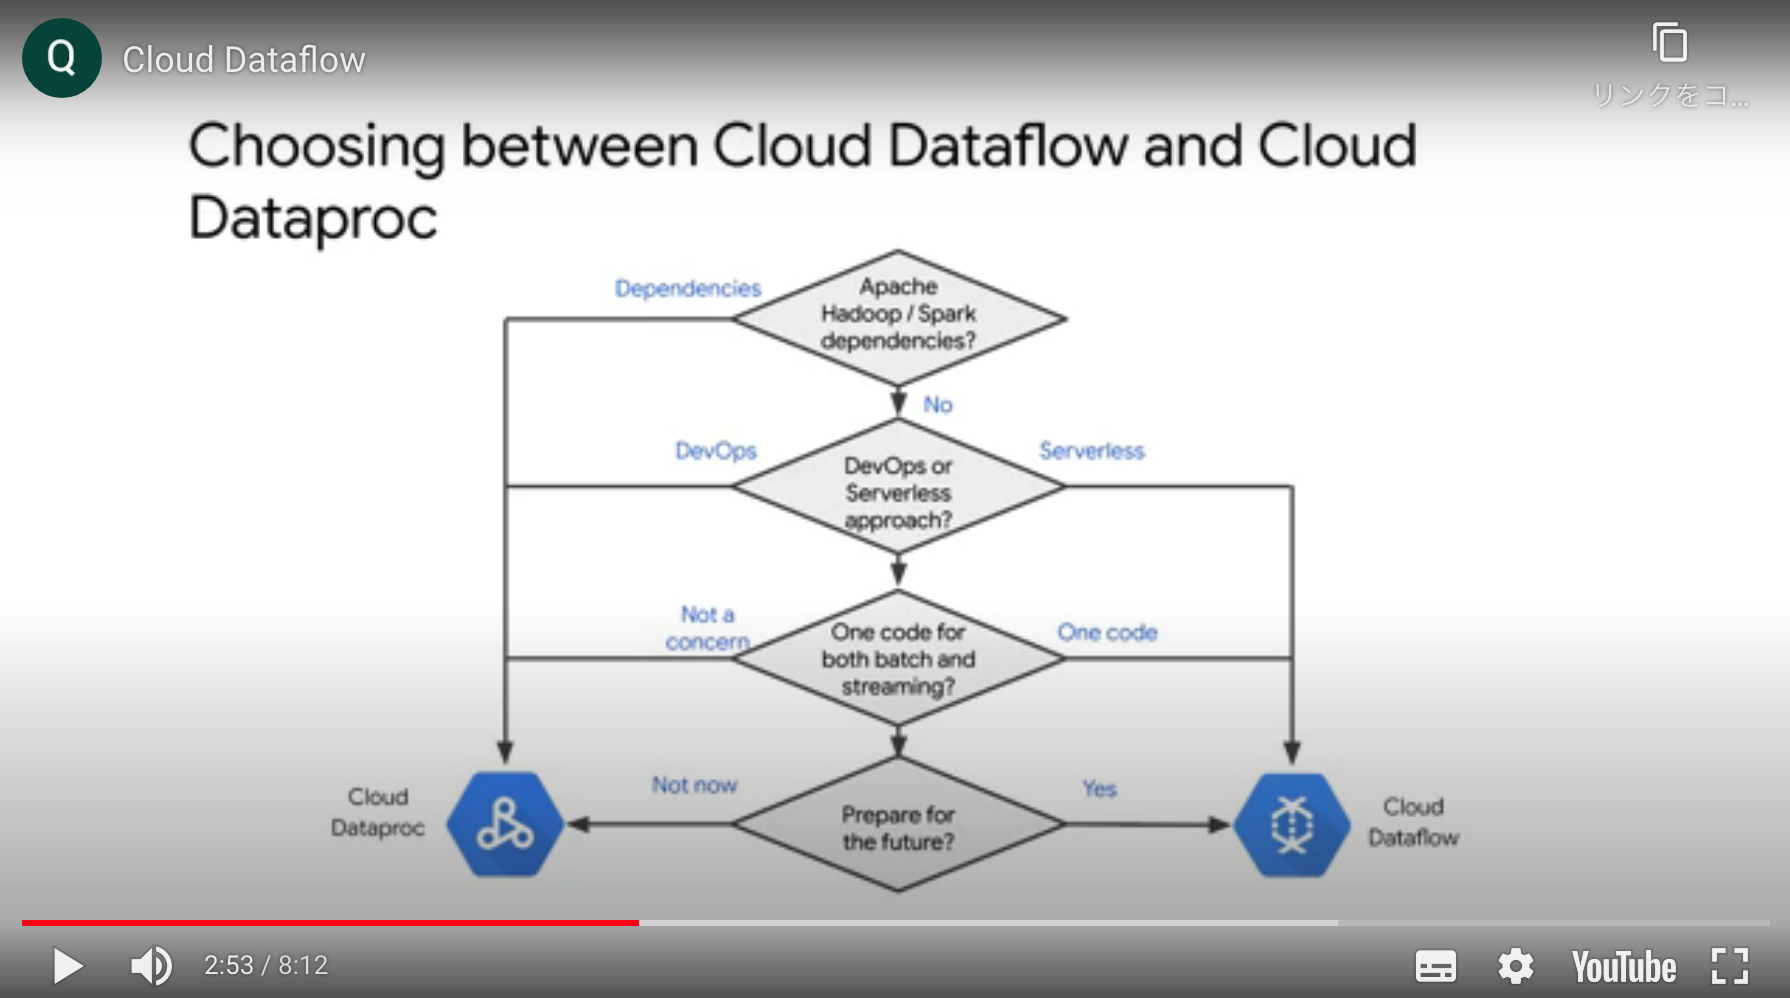 Q
Cloud Dataflow
リンクをコ...
Choosing between Cloud Dataflow and Cloud
Dataproc
Dependencies
Apache
Hadoop / Spark
dependencies?
No
DevOps
DevOps or
Serverless
approach?
Serverless
Not a
concern
One code for
both batch and
streaming?
One code
Cloud
Dataproc
Not now
Prepare for
the future?
Yes
Cloud
Dataflow
2:53 / 8:12
YouTube